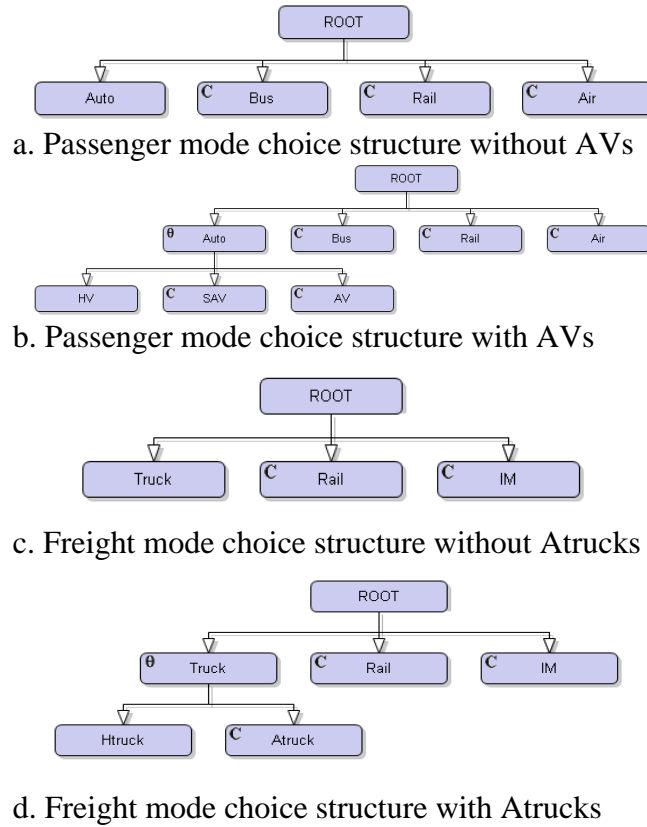 ROOT
Auto C Bus C Rail C Air
a. Passenger mode choice structure without AVs
ROOT
θ Auto C Bus C Rail C Air
HV C SAV C AV
b. Passenger mode choice structure with AVs
ROOT
Truck C Rail C IM
c. Freight mode choice structure without Atrucks
ROOT
θ Truck C Rail C IM
Htruck C Atruck
d. Freight mode choice structure with Atrucks